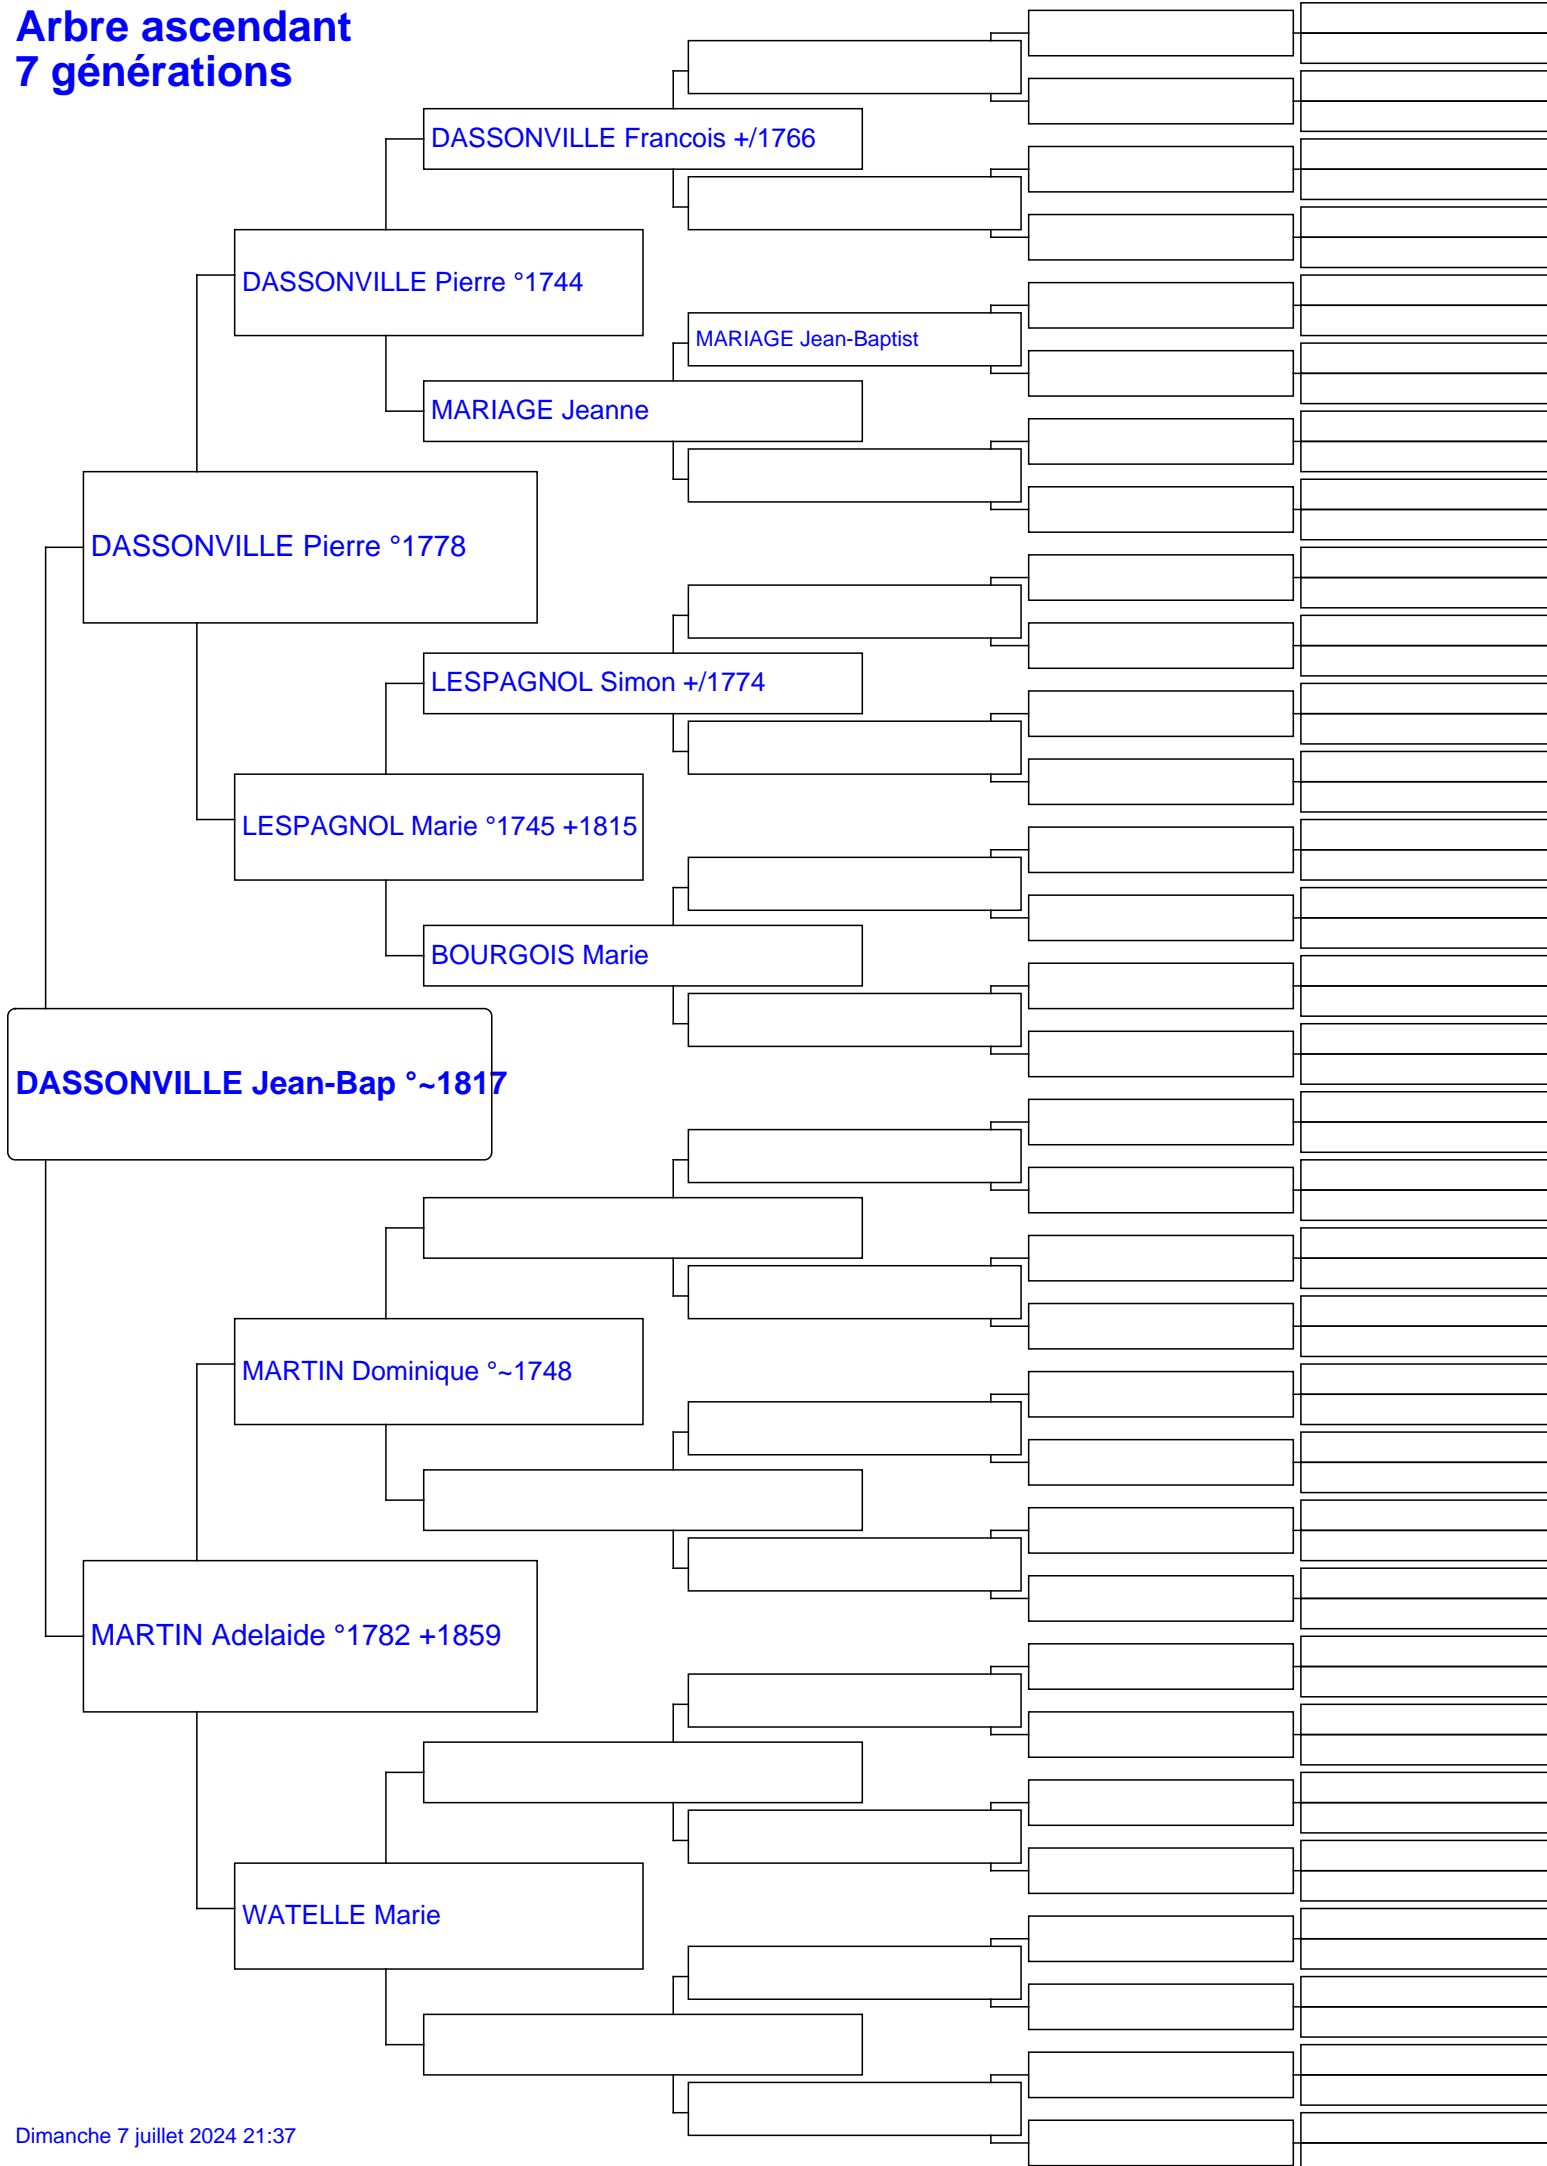 Arbre ascendant
7 générations
DASSONVILLE Francois +/1766
DASSONVILLE Pierre °1744
MARIAGE Jean-Baptist
MARIAGE Jeanne
DASSONVILLE Pierre °1778
LESPAGNOL Simon +/1774
LESPAGNOL Marie °1745 +1815
BOURGOIS Marie
DASSONVILLE Jean-Bap °~1817
MARTIN Dominique °~1748
MARTIN Adelaide °1782 +1859
WATELLE Marie
Dimanche 7 juillet 2024 21:37